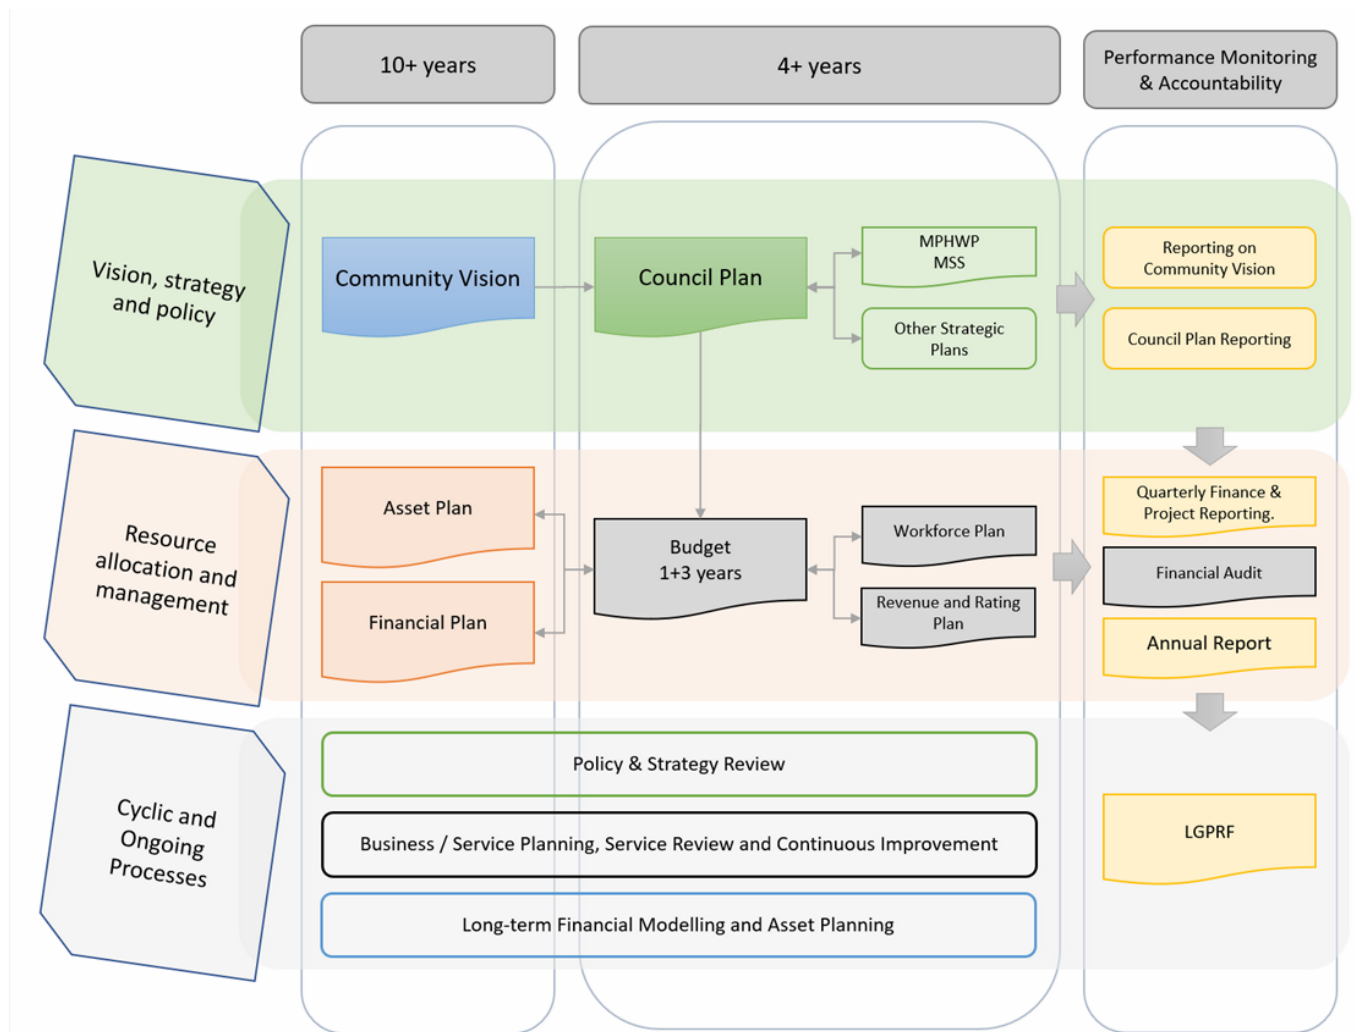 10+ years
4+ years
Performance Monitoring
& Accountability
Vision, strategy
and policy
Community Vision
Council Plan
MPHWP
MSS
Other Strategic
Plans
Reporting on
Community Vision
Council Plan Reporting
Resource
allocation and
management
Asset Plan
Financial Plan
Budget
1+3 years
Workforce Plan
Revenue and Rating
Plan
Quarterly Finance &
Project Reporting.
Financial Audit
Annual Report
Cyclic and
Ongoing
Processes
Policy & Strategy Review
Business / Service Planning, Service Review and Continuous Improvement
Long-term Financial Modelling and Asset Planning
LGPRF